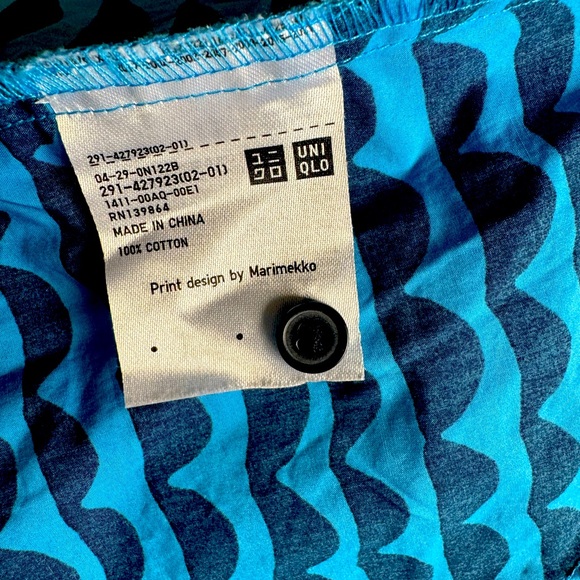 291-427923(02-01)
04-29-0N122B
291-427923(02-01)
1411-00AQ-00E1
RN139864
MADE IN CHINA
100% COTTON
ユニ
クロ
UNI
QLO
Print design by Marimekko